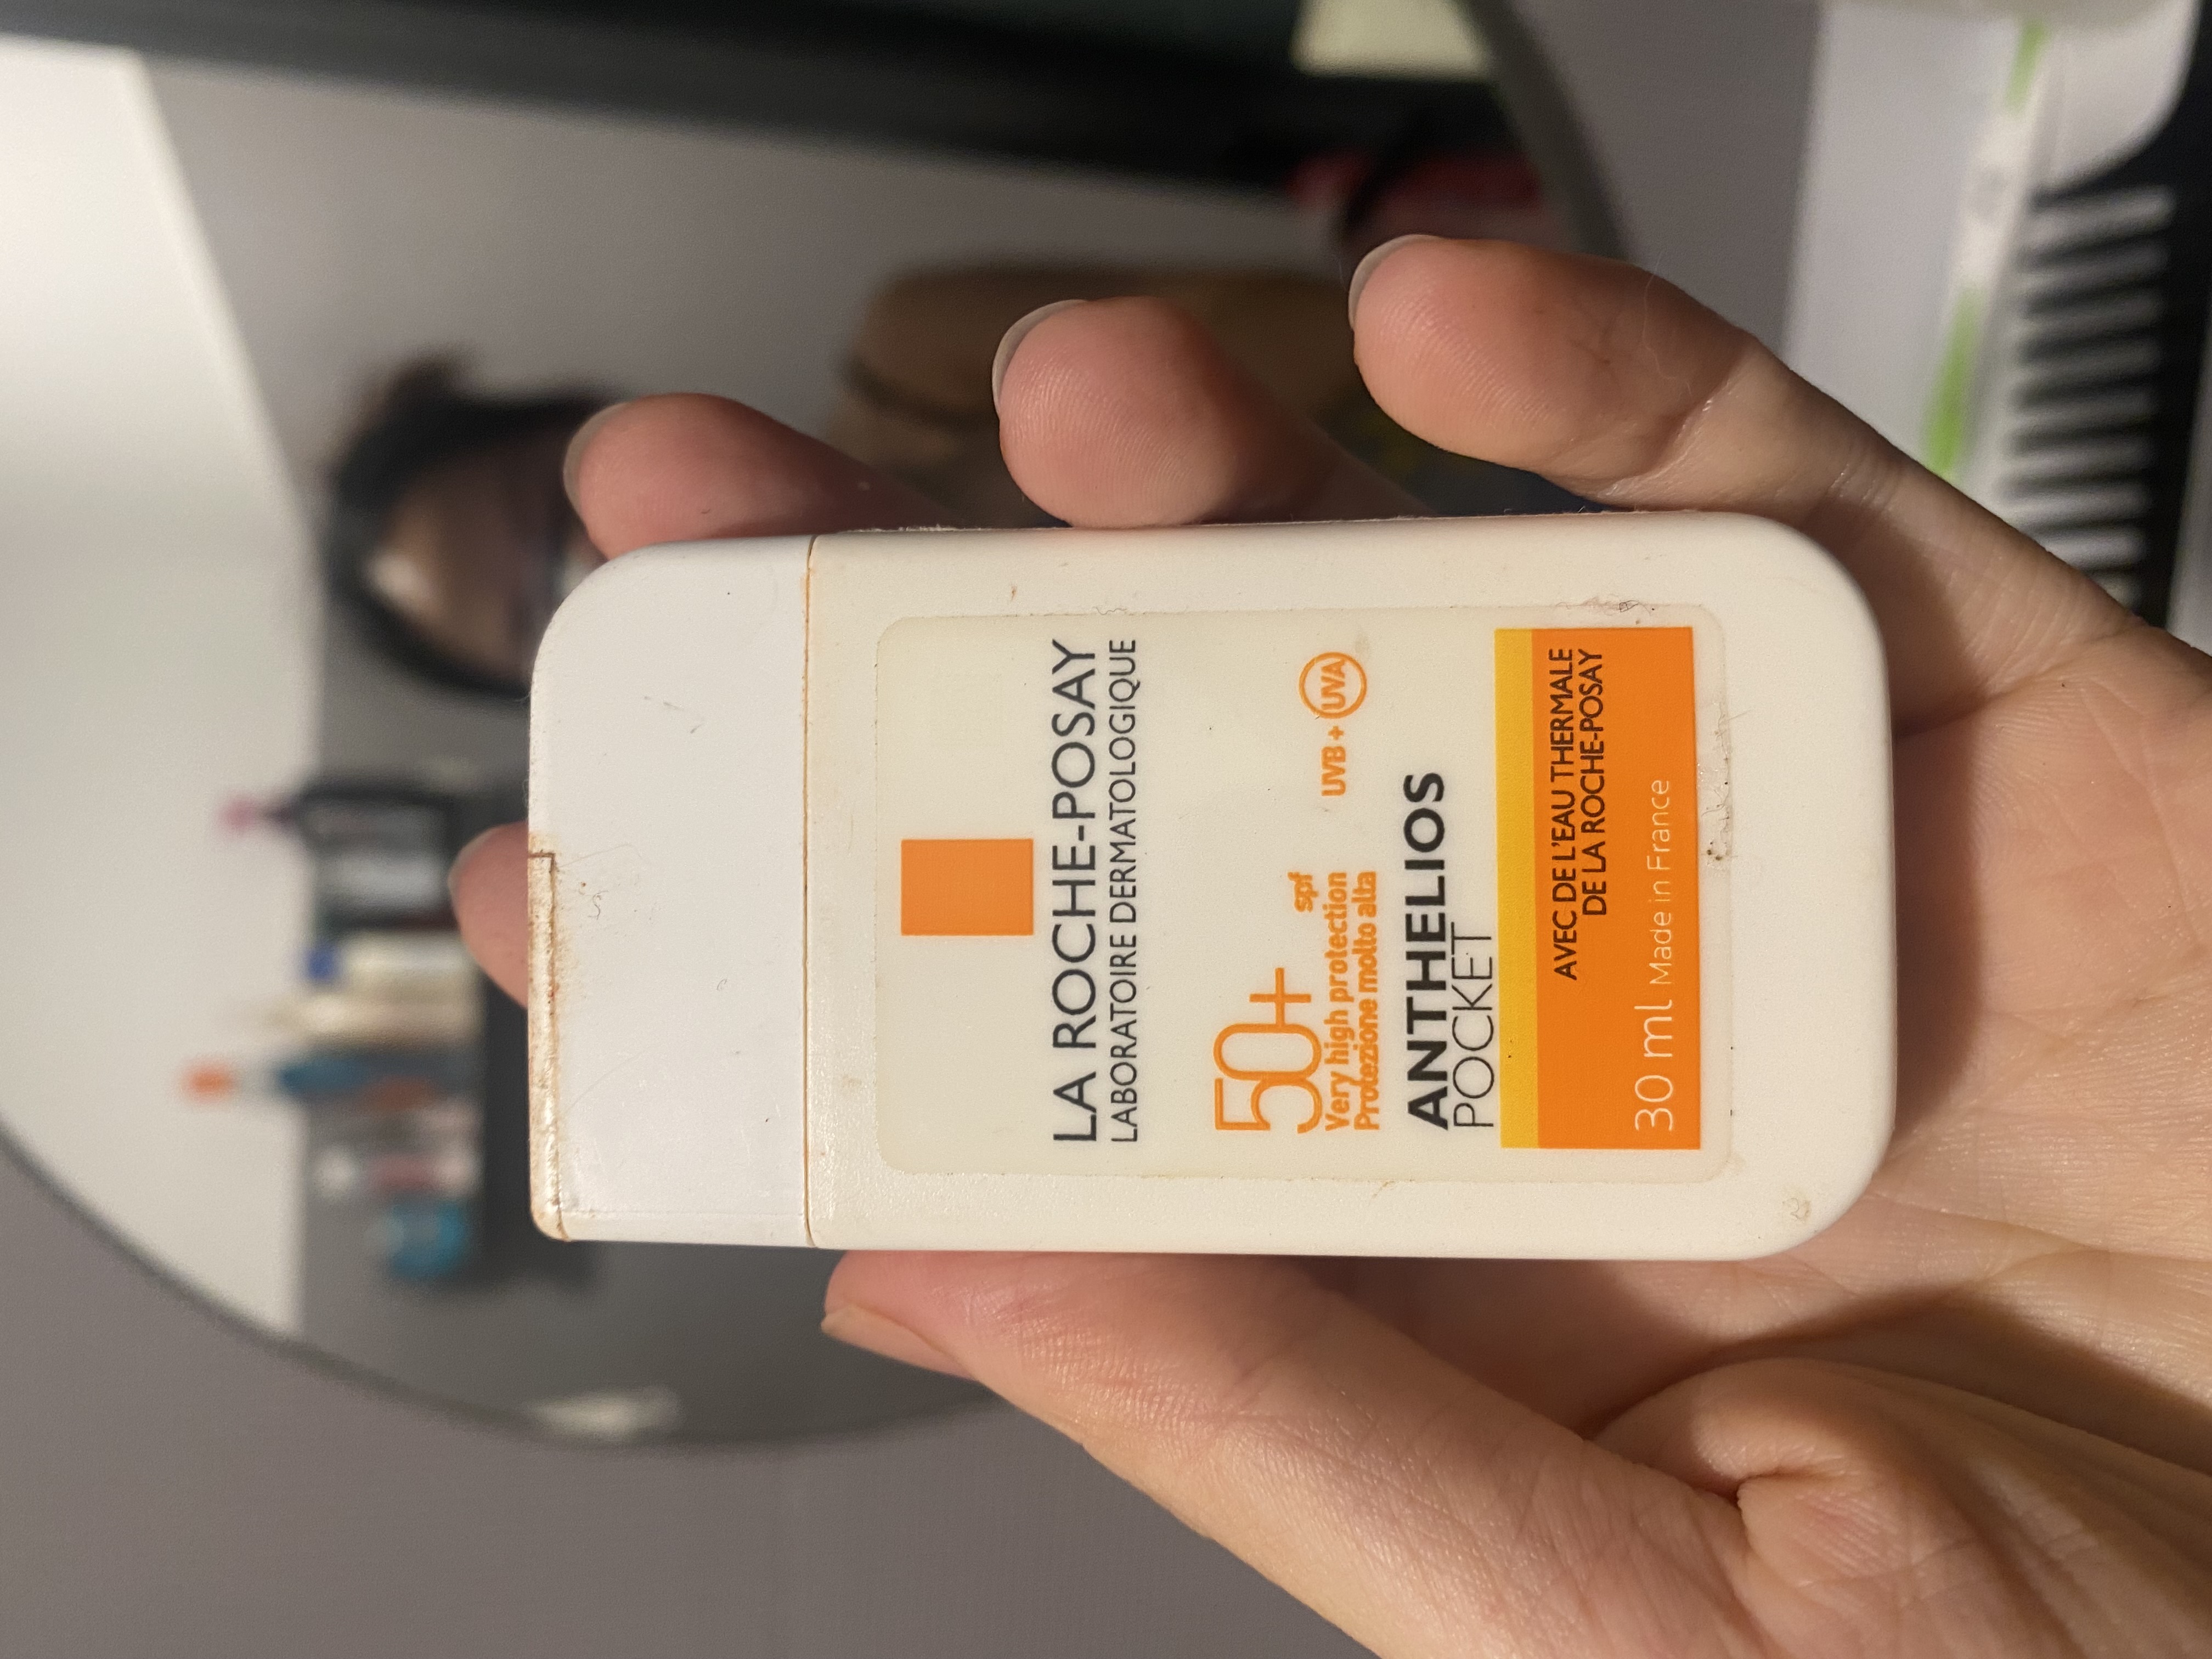 LA ROCHE-POSAY
LABORATOIRE DERMATOLOGIQUE
50+ spf
Very high protection
Protezione molto alta
UVB + UVA
ANTHELIOS
POCKET
AVEC DE L'EAU THERMALE
DE LA ROCHE-POSAY
30 ml Made in France